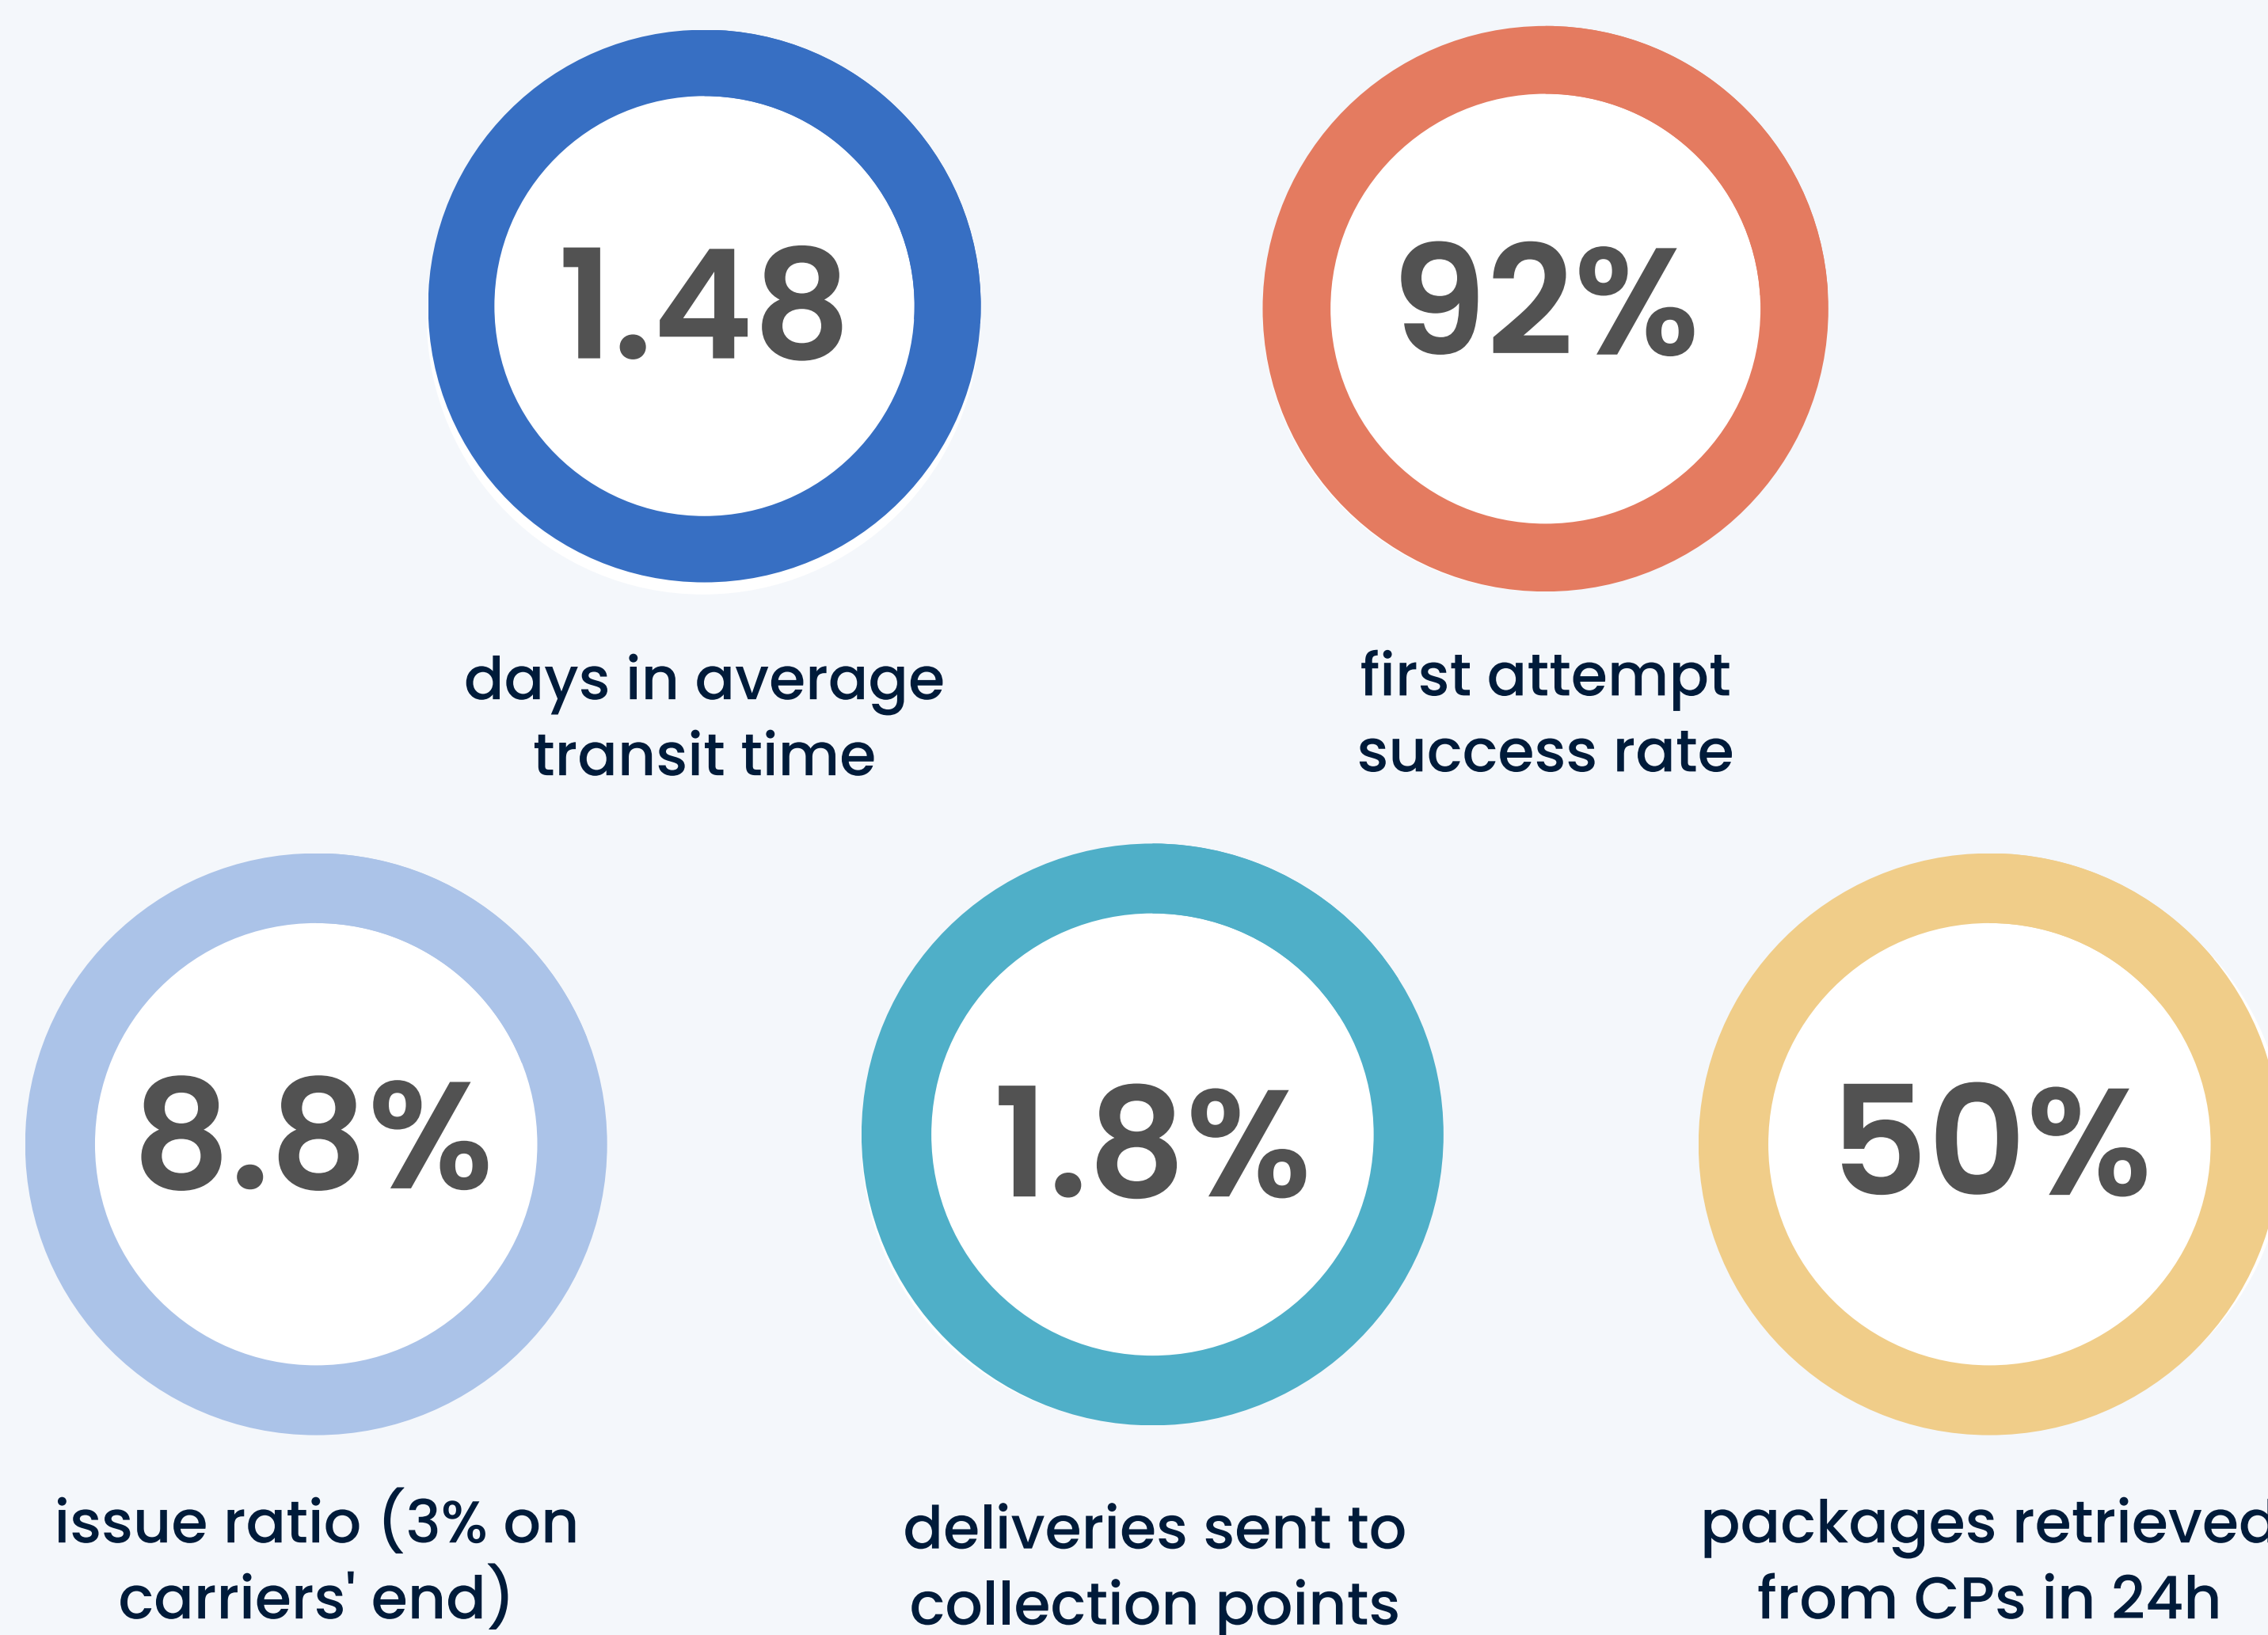 1.48
92%
days in average
transit time
first attempt
success rate
8.8%
1.8%
50%
issue ratio (3% on
carriers' end)
deliveries sent to
collection points
packages retrieved
from CPs in 24h